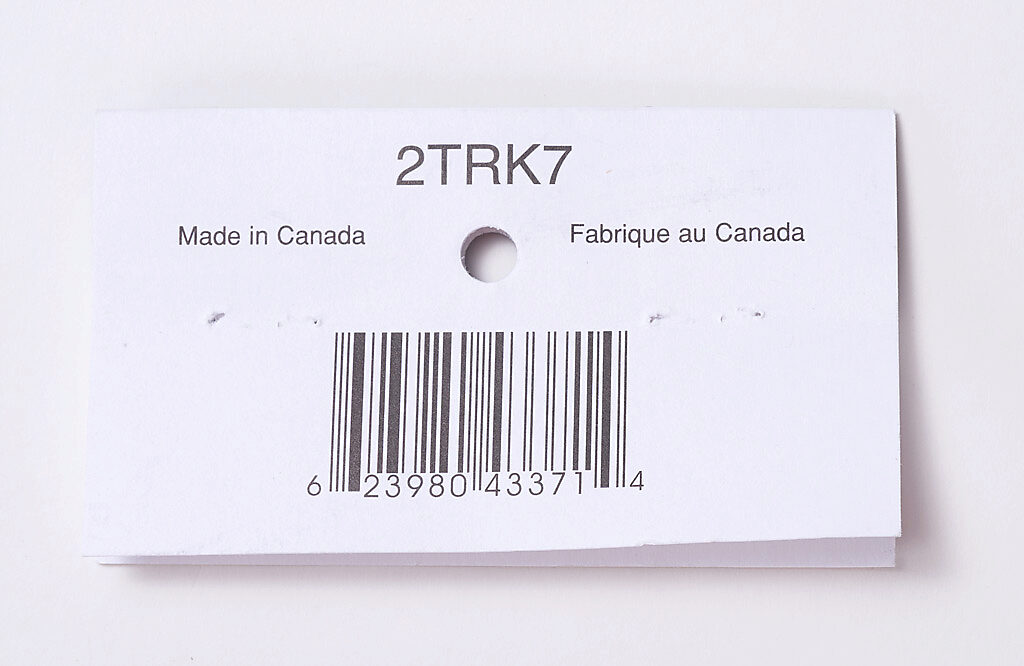 2TRK7
Made in Canada
Fabrique au Canada
6 23980 43371 4